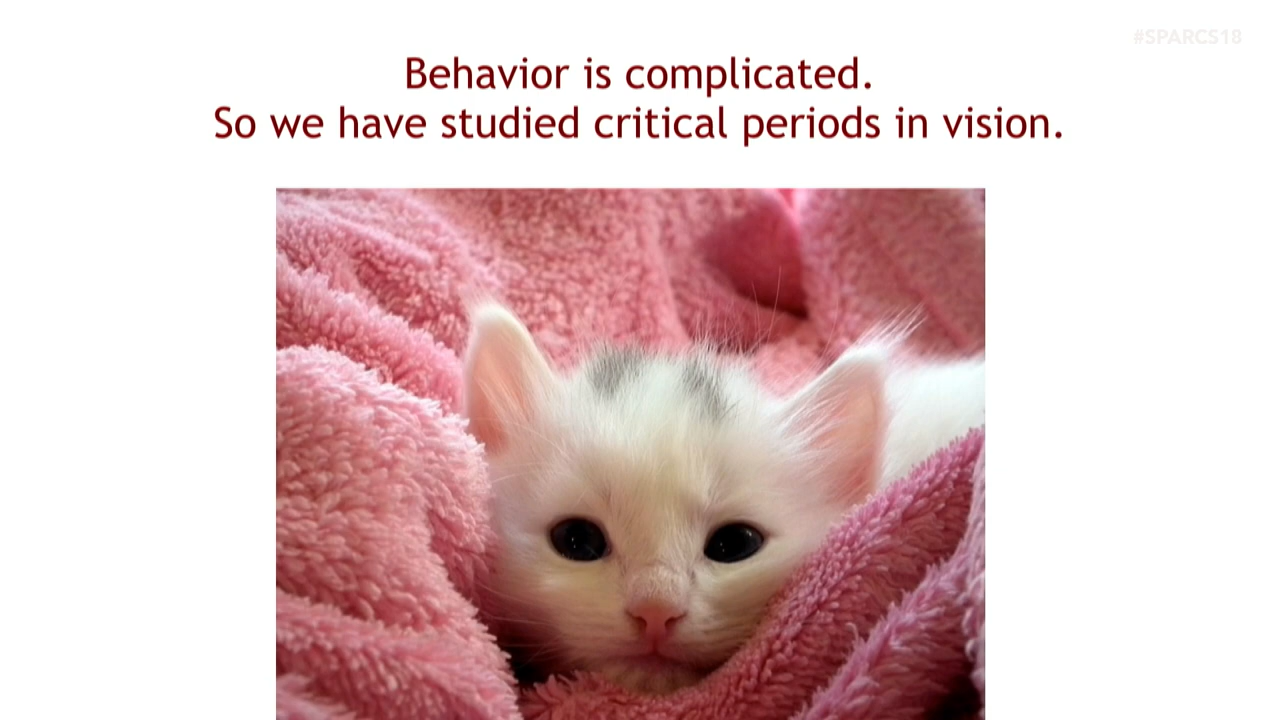 #SPARCS18
Behavior is complicated.
So we have studied critical periods in vision.